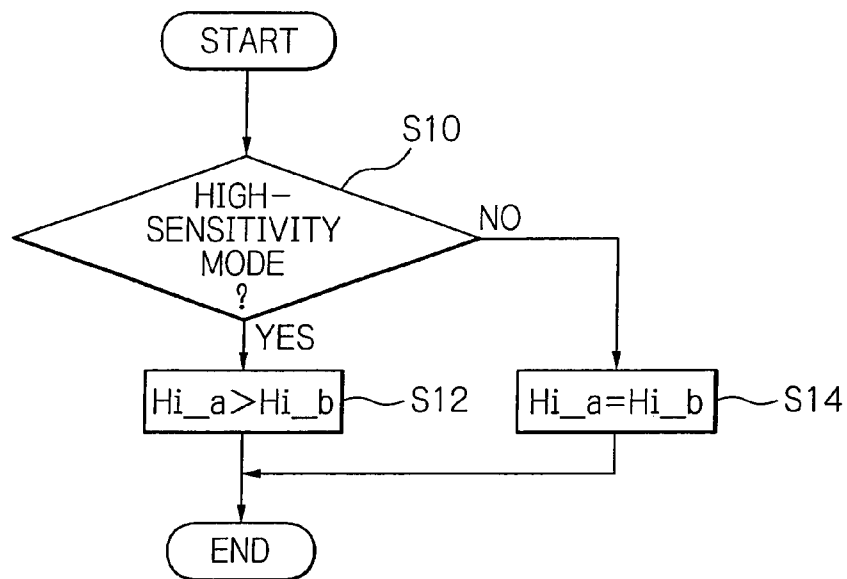 START
S10
HIGH-
SENSITIVITY
MODE
?
NO
YES
Hi_a>Hi_b
S12
Hi_a=Hi_b
S14
END